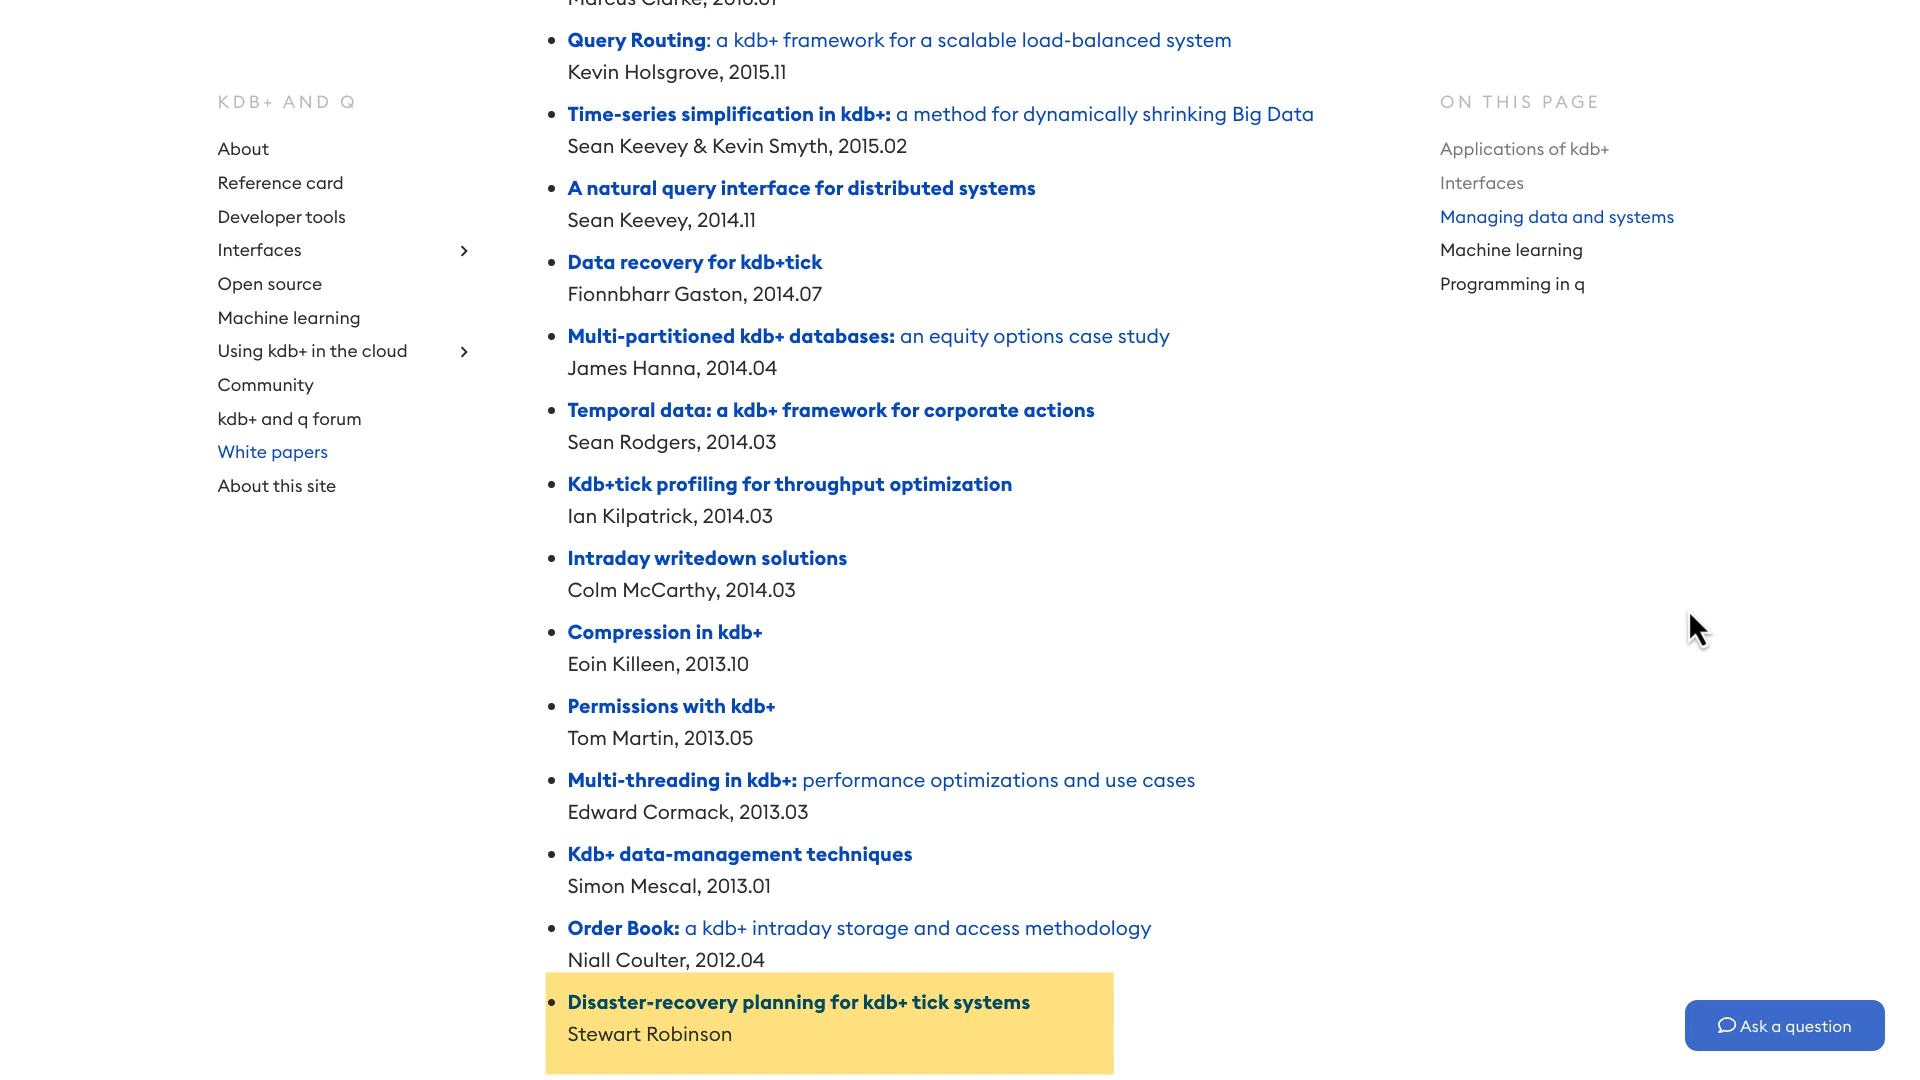 Marcus Clarke, 2016.01
Query Routing: a kdb+ framework for a scalable load-balanced system
Kevin Holsgrove, 2015.11
KDB+ AND Q
ON THIS PAGE
Time-series simplification in kdb+: a method for dynamically shrinking Big Data
Sean Keevey & Kevin Smyth, 2015.02
About
Reference card
Developer tools
Interfaces
Open source
Machine learning
Using kdb+ in the cloud
Community
kdb+ and q forum
White papers
About this site
A natural query interface for distributed systems
Sean Keevey, 2014.11
Data recovery for kdb+tick
Fionnbharr Gaston, 2014.07
Multi-partitioned kdb+ databases: an equity options case study
James Hanna, 2014.04
Temporal data: a kdb+ framework for corporate actions
Sean Rodgers, 2014.03
Kdb+tick profiling for throughput optimization
Ian Kilpatrick, 2014.03
Intraday writedown solutions
Colm McCarthy, 2014.03
Compression in kdb+
Eoin Killeen, 2013.10
Permissions with kdb+
Tom Martin, 2013.05
Multi-threading in kdb+: performance optimizations and use cases
Edward Cormack, 2013.03
Kdb+ data-management techniques
Simon Mescal, 2013.01
Order Book: a kdb+ intraday storage and access methodology
Niall Coulter, 2012.04
Disaster-recovery planning for kdb+ tick systems
Stewart Robinson
Applications of kdb+
Interfaces
Managing data and systems
Machine learning
Programming in q
Ask a question